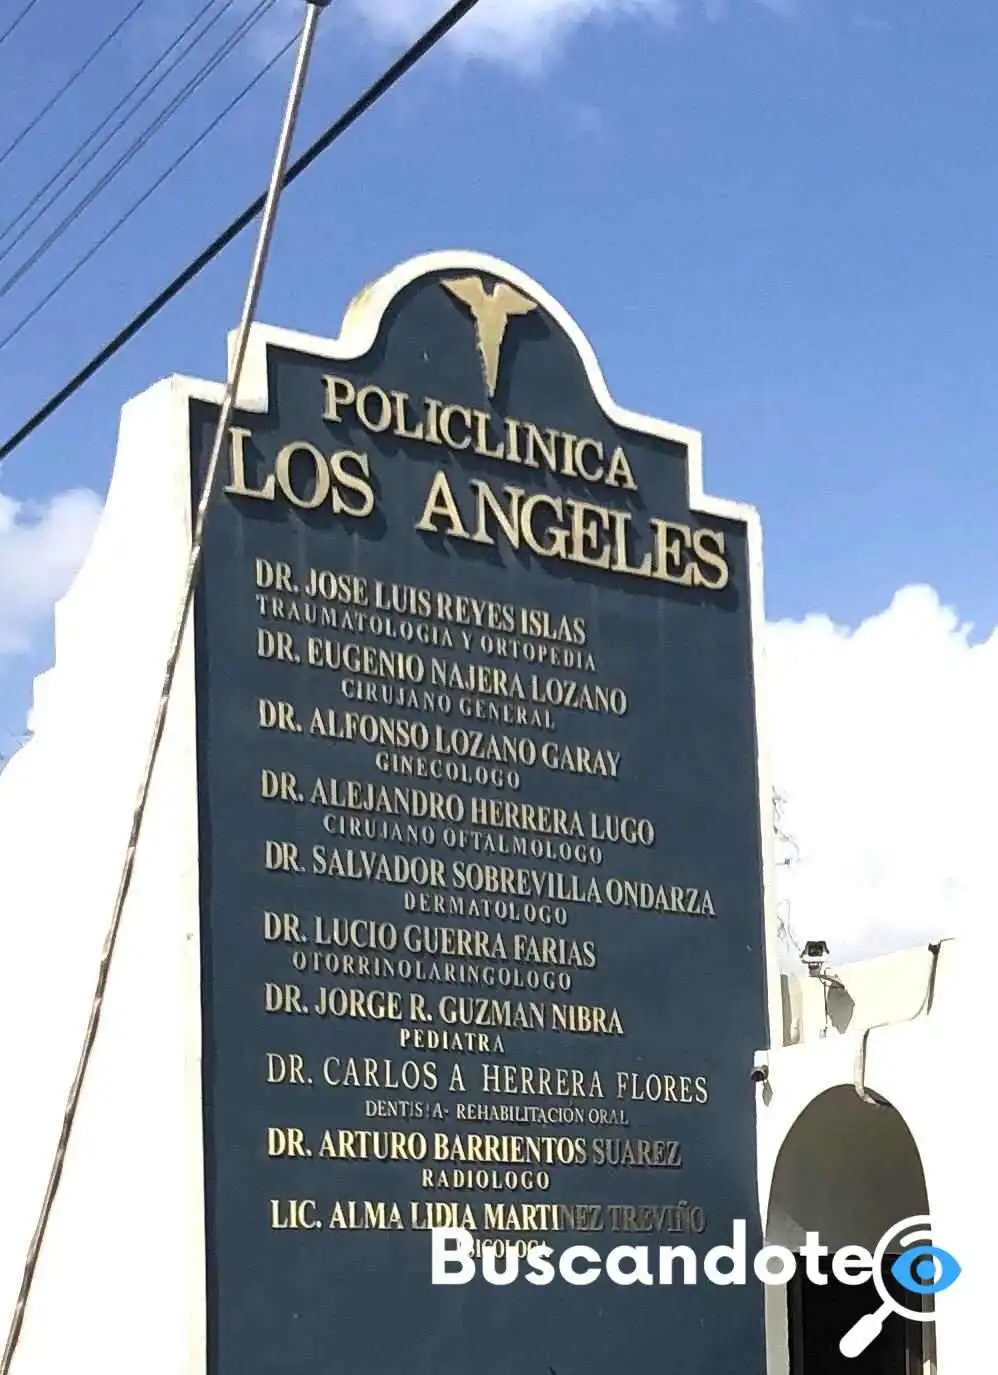 POLICLINICA
LOS ANGELES
DR. JOSE LUIS REYES ISLAS
TRAUMATOLOGIA Y ORTOPEDIA
DR. EUGENIO NAJERA LOZANO
CIRUJANO GENERAL
DR. ALFONSO LOZANO GARAY
GINECOLOGO
DR. ALEJANDRO HERRERA LUGO
CIRUJANO OFTALMOLOGO
DR. SALVADOR SOBREVILLA ONDARZA
DERMATOLOGO
DR. LUCIO GUERRA FARIAS
OTORRINOLARINGOLOGO
DR. JORGE R. GUZMAN NIBRA
PEDIATRA
DR. CARLOS A HERRERA FLORES
DENTISTA- REHABILITACIÓN ORAL
DR. ARTURO BARRIENTOS SUAREZ
RADIOLOGO
LIC. ALMA LIDIA MARTINEZ TREVIÑO
PSICOLOGA
Buscandote